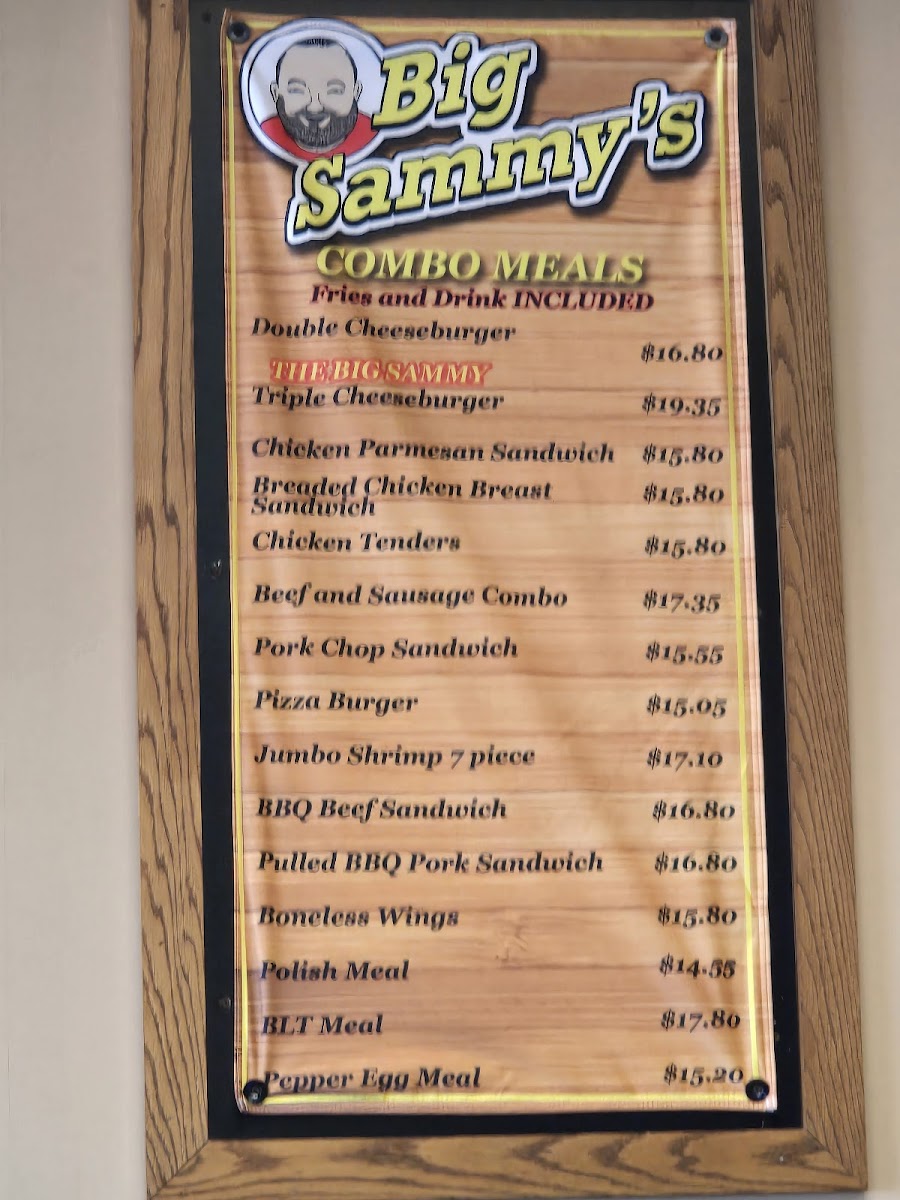 Big
Sammy's
COMBO MEALS
Fries and Drink INCLUDED
Double Cheeseburger $16.80
THE BIG SAMMY
Triple Cheeseburger $19.35
Chicken Parmesan Sandwich $15.80
Breaded Chicken Breast
Sandwich $15.80
Chicken Tenders $15.80
Beef and Sausage Combo $17.35
Pork Chop Sandwich $15.55
Pizza Burger $15.05
Jumbo Shrimp 7 piece $17.10
BBQ Beef Sandwich $16.80
Pulled BBQ Pork Sandwich $16.80
Boneless Wings $15.80
Polish Meal $14.55
BLT Meal $17.80
Pepper Egg Meal $15.20